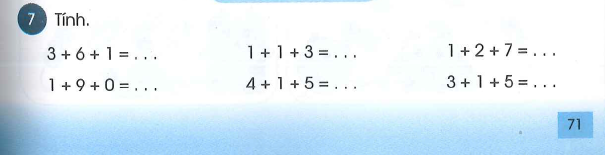 7 Tính.
3 + 6 + 1 = . . . 1 + 1 + 3 = . . . 1 + 2 + 7 = . . .
1 + 9 + 0 = . . . 4 + 1 + 5 = . . . 3 + 1 + 5 = . . .
71